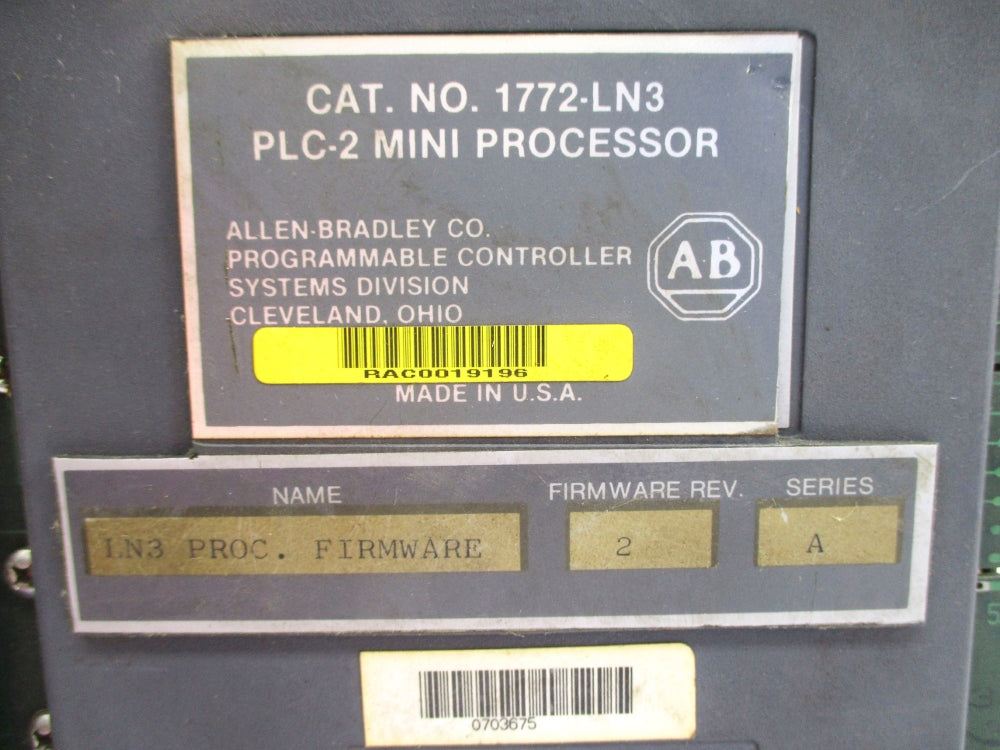 CAT. NO. 1772-LN3
PLC-2 MINI PROCESSOR
ALLEN-BRADLEY CO.
PROGRAMMABLE CONTROLLER
SYSTEMS DIVISION
CLEVELAND, OHIO
AB
RAC0019196
MADE IN U.S.A.
NAME FIRMWARE REV. SERIES
LN3 PROC. FIRMWARE 2 A
0703675